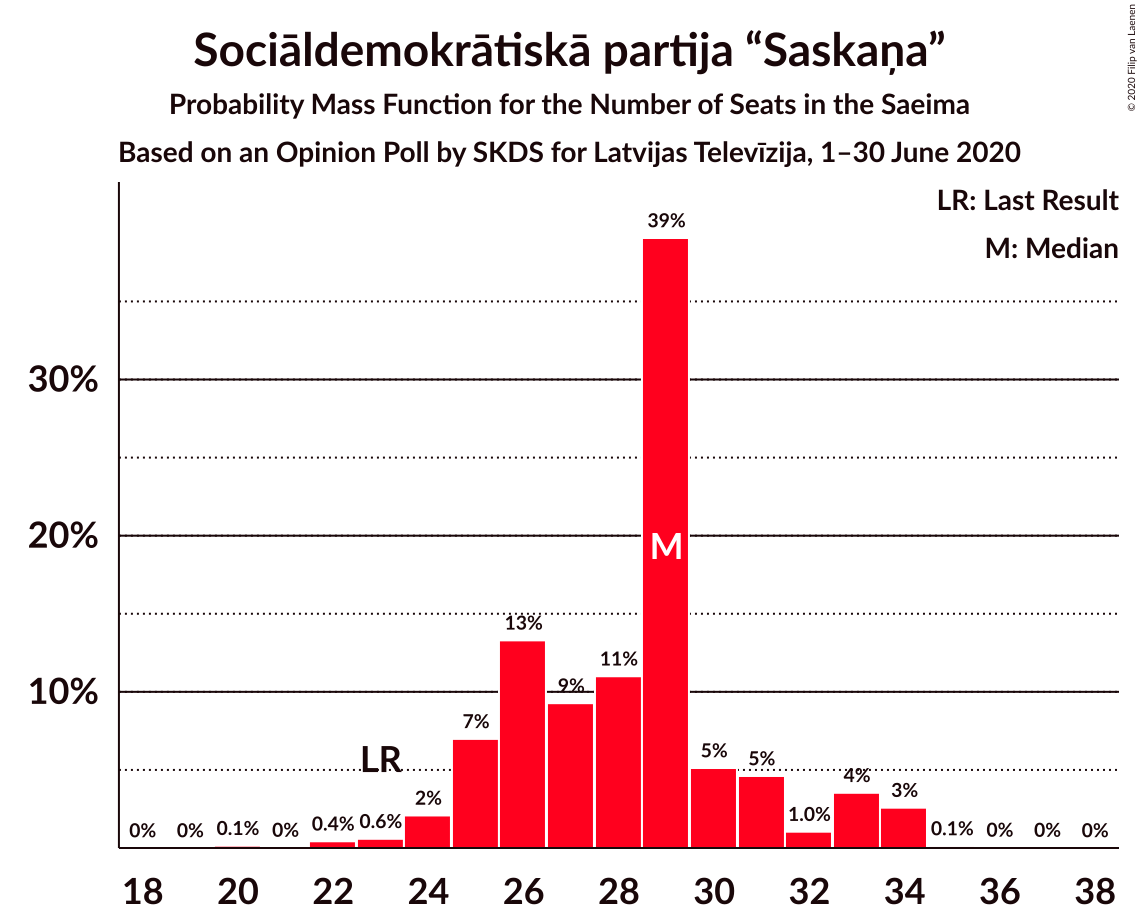 Sociāldemokrātiskā partija “Saskaņa”
Probability Mass Function for the Number of Seats in the Saeima
Based on an Opinion Poll by SKDS for Latvijas Televīzija, 1–30 June 2020
© 2020 Filip van Laenen
LR: Last Result
M: Median
39%
30%
20%
M
13%
11%
10%
9%
7%
LR
5%
5%
4%
3%
2%
1.0%
0%
0%
0.1%
0%
0.4%
0.6%
0.1%
0%
0%
0%
18 20 22 24 26 28 30 32 34 36 38